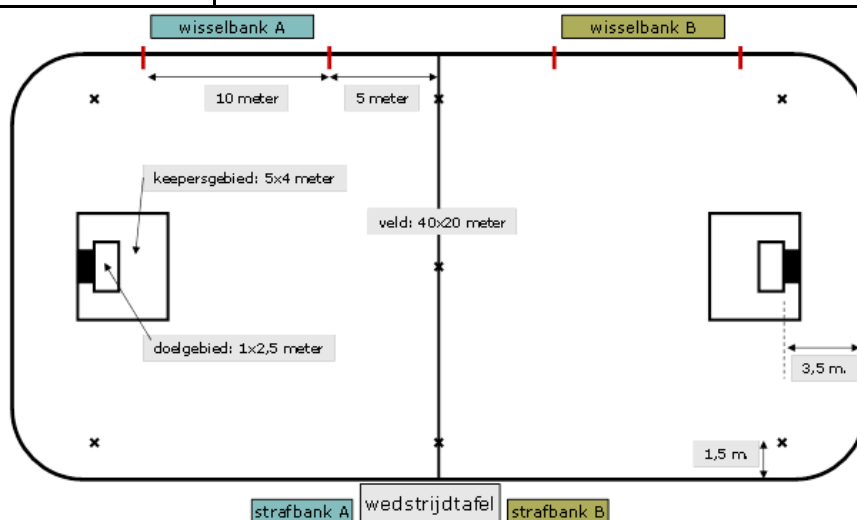 wisselbank A
wisselbank B
10 meter
5 meter
keepersgebied: 5x4 meter
veld: 40x20 meter
doelgebied: 1x2,5 meter
3,5 m.
1,5 m.
strafbank A
wedstrijdtafel
strafbank B